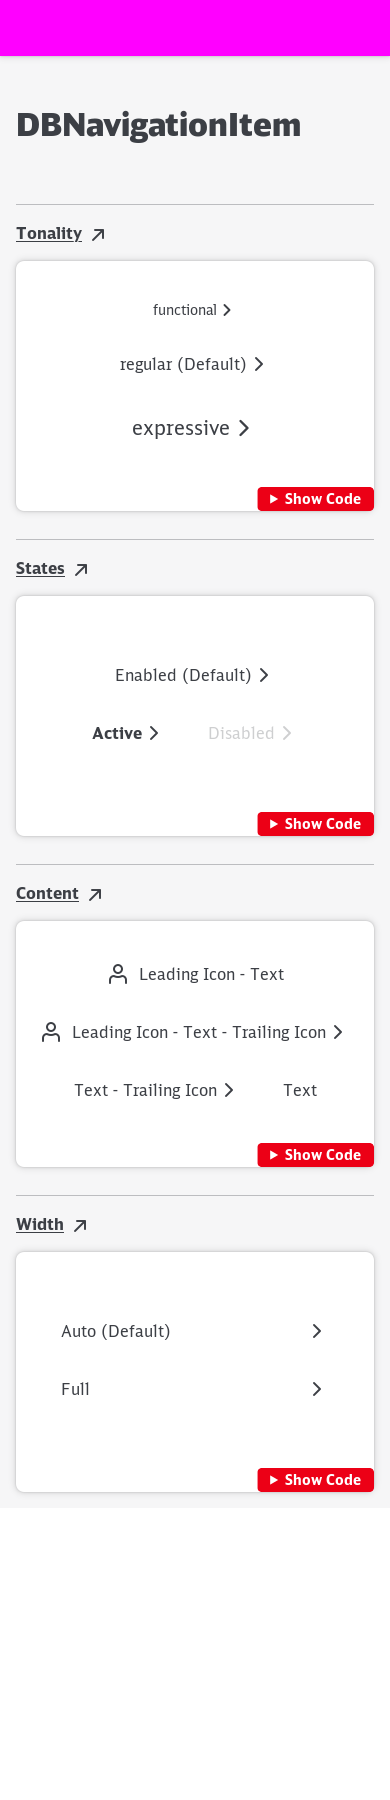 DBNavigationItem
Tonality
functional
regular (Default)
expressive
Show Code
States
Enabled (Default)
Active Disabled
Show Code
Content
Leading Icon - Text
Leading Icon - Text - Trailing Icon
Text - Trailing Icon Text
Show Code
Width
Auto (Default)
Full
Show Code